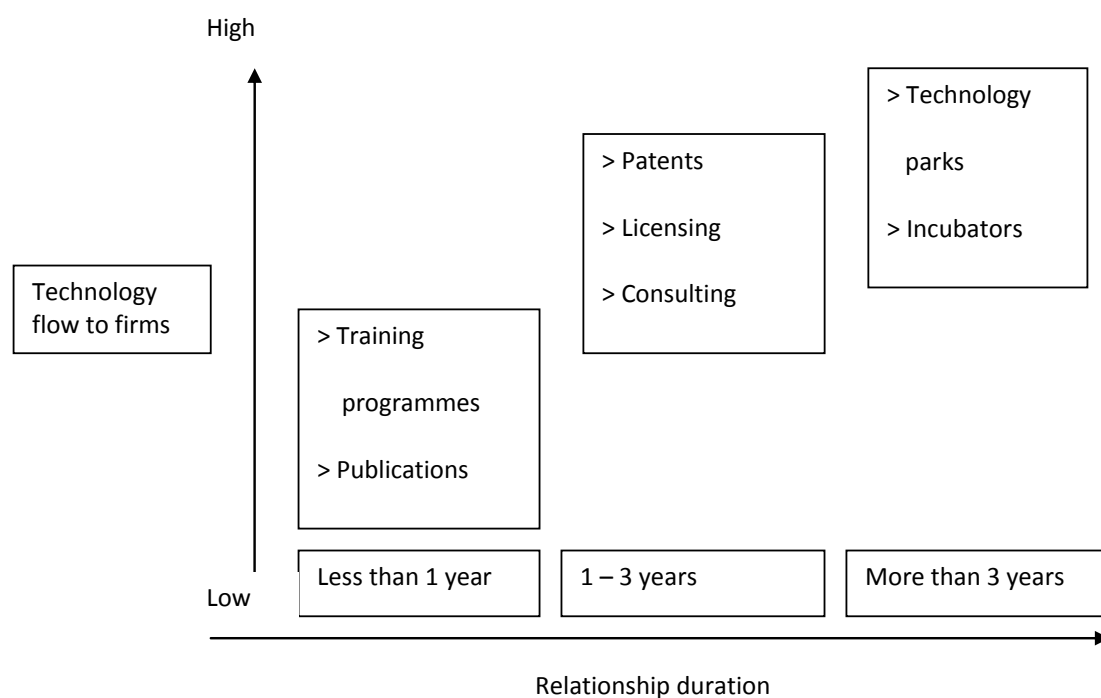 High
> Technology
parks
> Incubators
> Patents
> Licensing
> Consulting
Technology
flow to firms
> Training
programmes
> Publications
Less than 1 year
1 – 3 years
More than 3 years
Low
Relationship duration